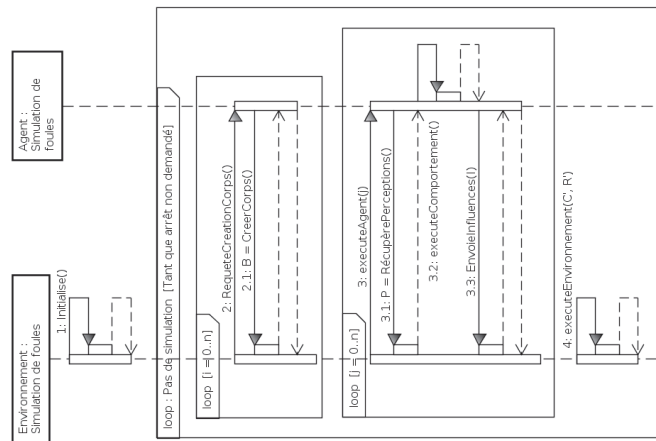 Environnement :
Simulation de foules
Agent :
Simulation de
foules
1: Initialise()
loop : Pas de simulation [Tant que arrêt non demandé]
loop [i = 0..n]
2: RequeteCreationCorps()
2.1: B = CreerCorps()
loop [j = 0..n]
3: executeAgent(j)
3.1: P = RécupèrePerceptions()
3.2: executeComportement()
3.3: EnvoieInfluences(I)
4: executeEnvironnement(C', R')